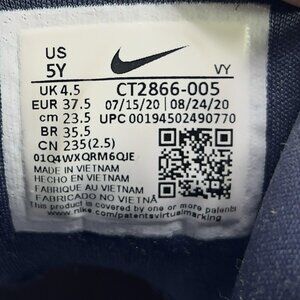 US
5Y
VY
UK 4.5 CT2866-005
EUR 37.5 07/15/20 | 08/24/20
cm 23.5 UPC 00194502490770
BR 35.5
CN 235(2.5)
01Q4WXQRM6QJE
MADE IN VIETNAM
HECHO EN VIETNAM
FABRIQUE AU VIETNAM
FABRICADO NO VIETNAM
This product is covered by one or more patents
www.nike.com/patentsvirtualmarking